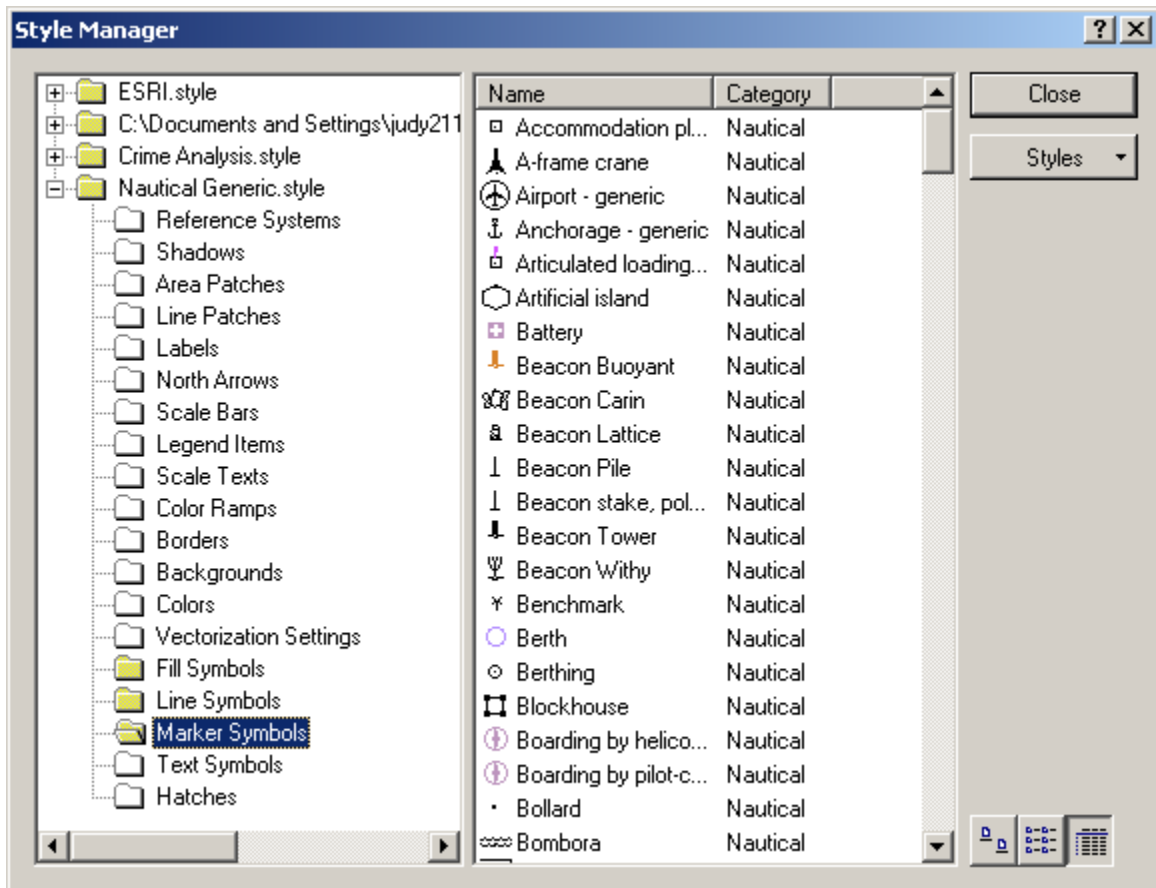 Style Manager
ESRI.style
C:\Documents and Settings\judy211
Crime Analysis.style
Nautical Generic.style
Reference Systems
Shadows
Area Patches
Line Patches
Labels
North Arrows
Scale Bars
Legend Items
Scale Texts
Color Ramps
Borders
Backgrounds
Colors
Vectorization Settings
Fill Symbols
Line Symbols
Marker Symbols
Text Symbols
Hatches
Name Category
Accommodation pl... Nautical
A-frame crane Nautical
Airport - generic Nautical
Anchorage - generic Nautical
Articulated loading... Nautical
Artificial island Nautical
Battery Nautical
Beacon Buoyant Nautical
Beacon Carin Nautical
Beacon Lattice Nautical
Beacon Pile Nautical
Beacon stake, pol... Nautical
Beacon Tower Nautical
Beacon Withy Nautical
Benchmark Nautical
Berth Nautical
Berthing Nautical
Blockhouse Nautical
Boarding by helico... Nautical
Boarding by pilot-c... Nautical
Bollard Nautical
Bombora Nautical
Close
Styles